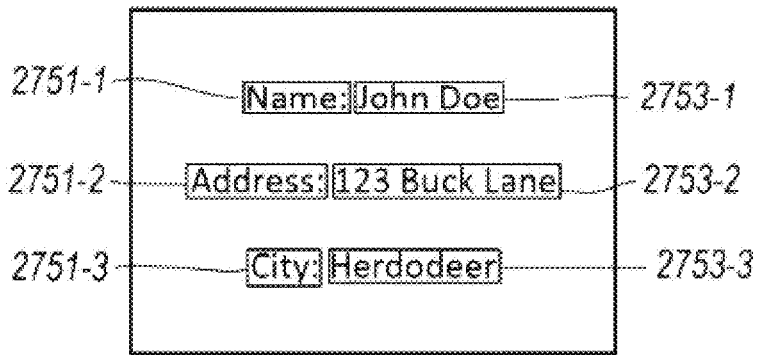 2751-1 Name: John Doe 2753-1
2751-2 Address: 123 Buck Lane 2753-2
2751-3 City: Herdodeer 2753-3